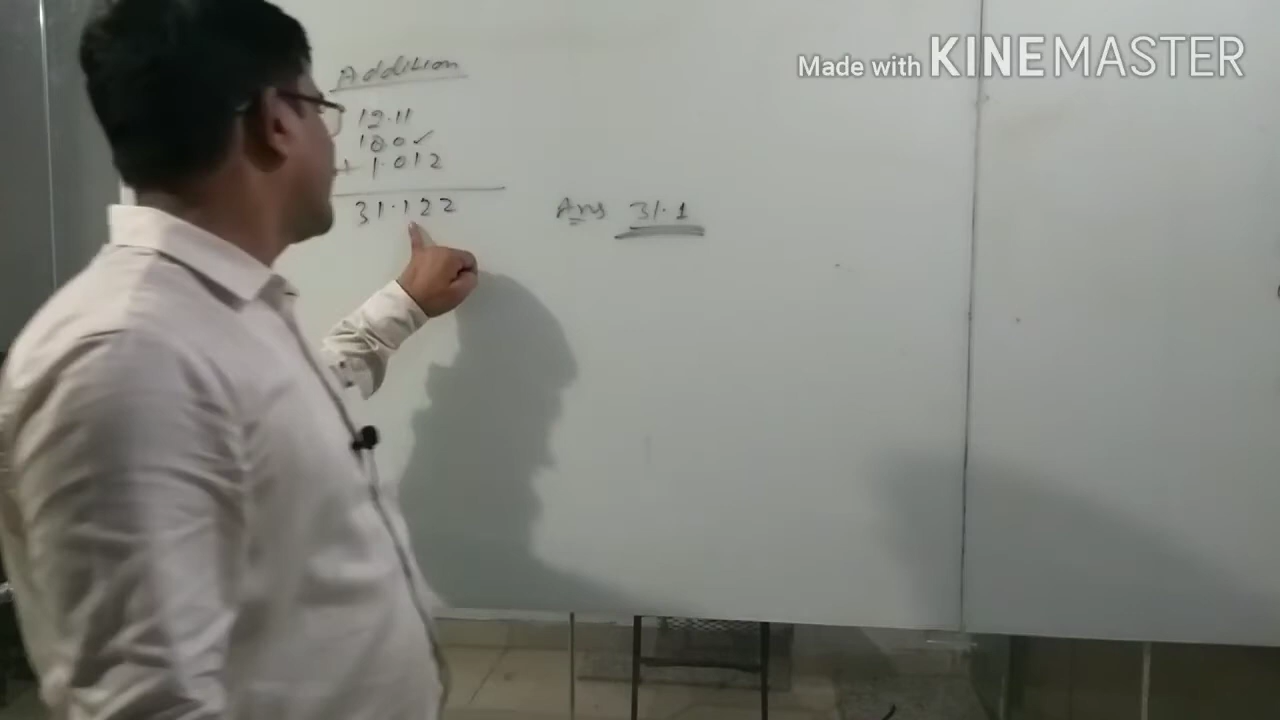 Made with KINEMASTER
Addition
12.11
18.0 ✓
+ 1.012
31.122
Ans 31.1